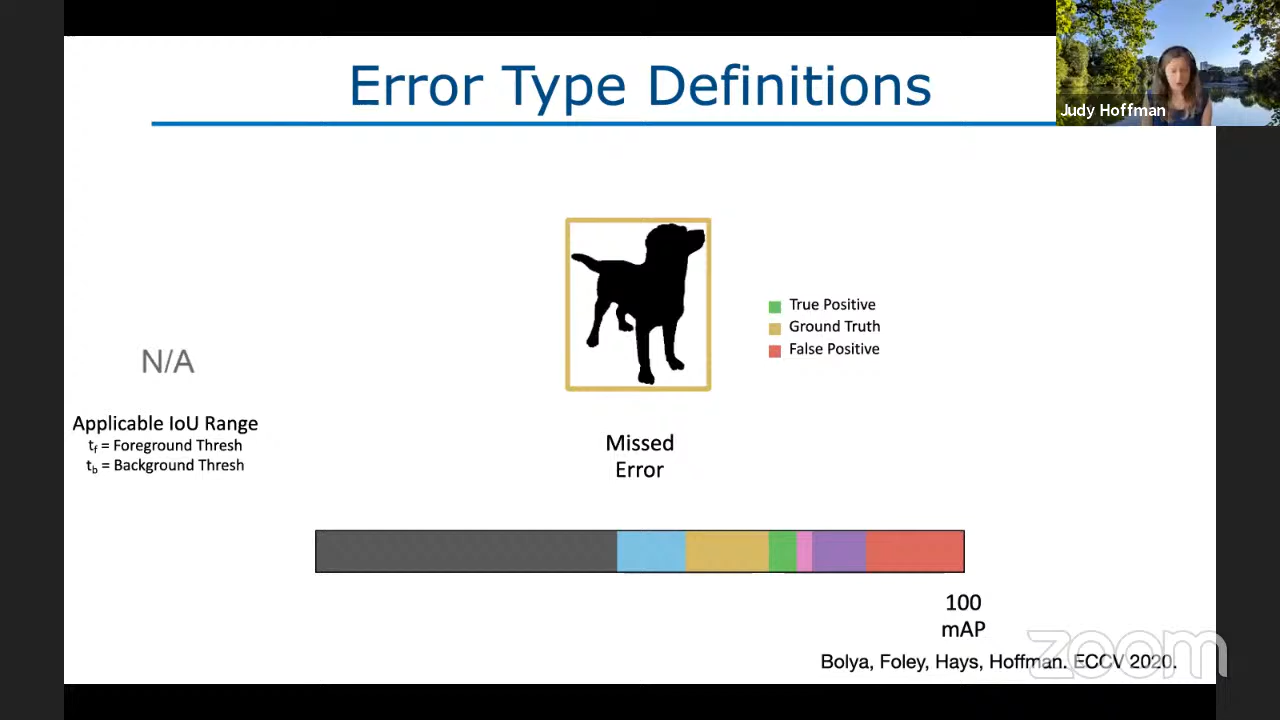 Error Type Definitions
Judy Hoffman
True Positive
Ground Truth
False Positive
N/A
Applicable IoU Range
tf = Foreground Thresh
tb = Background Thresh
Missed
Error
100
mAP
Bolya, Foley, Hays, Hoffman. ECCV 2020.
zoom